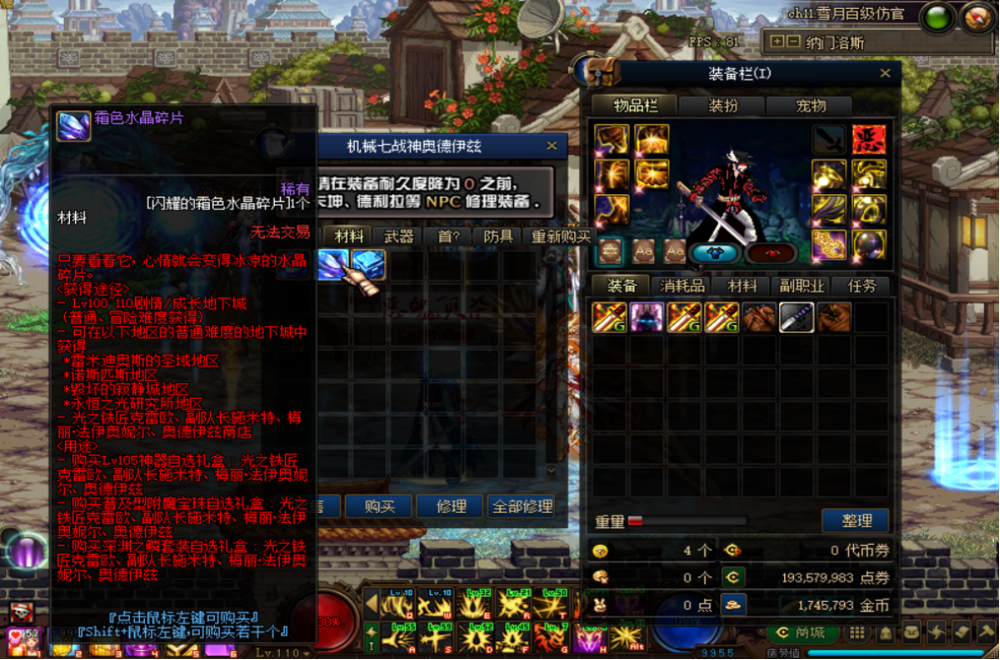 ch11.雪月百级仿官
FPS : 81
纳门洛斯
霜色水晶碎片
稀有
[闪耀的霜色水晶碎片]1个
材料
无法交易
只要看着它，心情就会变得冰凉的水晶
碎片。
<获得途径>
- Lv100~110剧情/成长地下城
（普通、冒险难度获得）
- 可在以下地区的普通难度的地下城中
获得
*雷米迪奥斯的圣域地区
*诺斯匹斯地区
*毁坏的寂静城地区
*永恒之光研究所地区
- 光之铁匠克雷欧、副队长施米特、梅
丽·法伊奥妮尔、奥德伊兹商店
<用途>
- 购买Lv105神器自选礼盒：光之铁匠
克雷欧、副队长施米特、梅丽·法伊奥妮
尔、奥德伊兹
- 购买普及型附魔宝珠自选礼盒：光之
铁匠克雷欧、副队长施米特、梅丽·法伊
奥妮尔、奥德伊兹
- 购买深渊之鳞套装自选礼盒：光之铁
匠克雷欧、副队长施米特、梅丽·法伊奥
妮尔、奥德伊兹
『点击鼠标左键可购买』
『Shift+鼠标左键,可购买若干个』
机械七战神奥德伊兹
请在装备耐久度降为 0 之前，
、德利拉等 NPC 修理装备．
材料 武器 首? 防具 重新购买
购买 修理 全部修理
装备栏(I)
物品栏 装扮 宠物
装备 消耗品 材料 副职业 任务
重量
整理
4 个 0 代币券
0 个 193,579,983 点券
0 点 1,745,793 金币
商城
疲劳值
Lv.110
9955